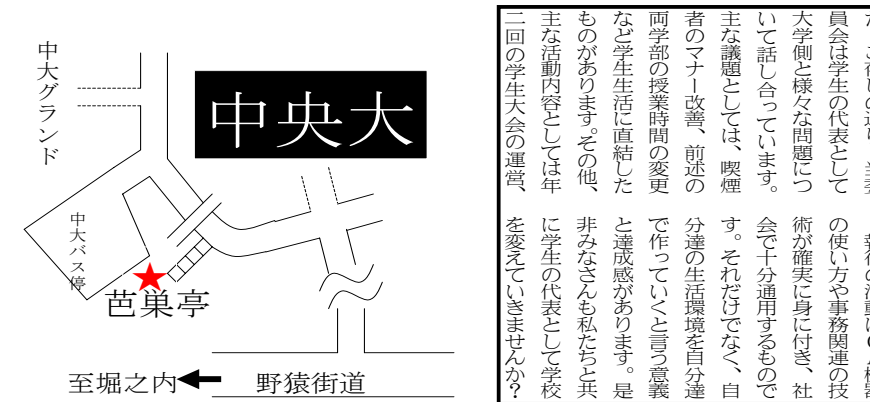 中大グランド
中央大
中大バス停
芭巣亭
至堀之内
野猿街道
員会は学生の代表として
大学側と様々な問題につ
いて話し合っています。
主な議題としては、喫煙
者のマナー改善、前述の
両学部の授業時間の変更
など学生生活に直結した
ものがあります。その他、
主な活動内容としては年
二回の学生大会の運営、
の使い方や事務関連の技
術が確実に身に付き、社
会で十分通用するもので
す。それだけでなく、自
分達の生活環境を自分達
で作っていくと言う意義
と達成感があります。是
非みなさんも私たちと共
に学生の代表として学校
を変えていきませんか？